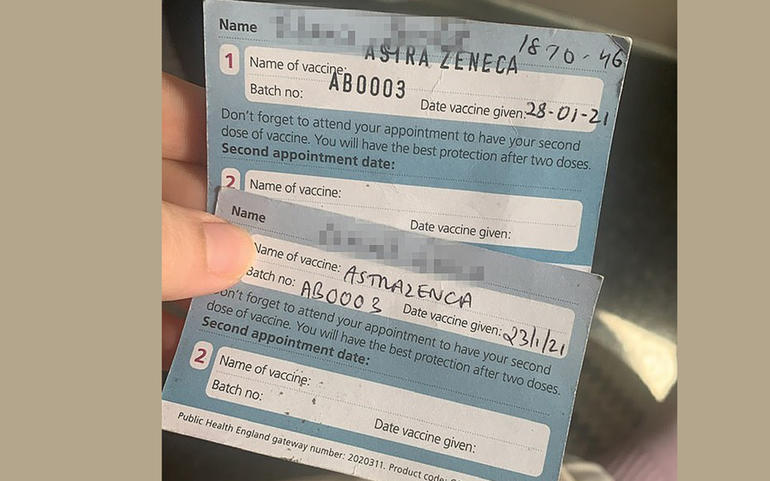 Name
1870-46
1 Name of vaccine: ASTRA ZENECA
Batch no: AB0003 Date vaccine given: 28-01-21
Don't forget to attend your appointment to have your second
dose of vaccine. You will have the best protection after two doses.
Second appointment date:
2 Name of vaccine:
Date vaccine given:
Name
Name of vaccine: ASTRAZENCA
Batch no: AB0003 Date vaccine given: 23/1/21
Don't forget to attend your appointment to have your second
dose of vaccine. You will have the best protection after two doses.
Second appointment date:
2 Name of vaccine:
Batch no:
Date vaccine given:
Public Health England gateway number: 2020311. Product code: